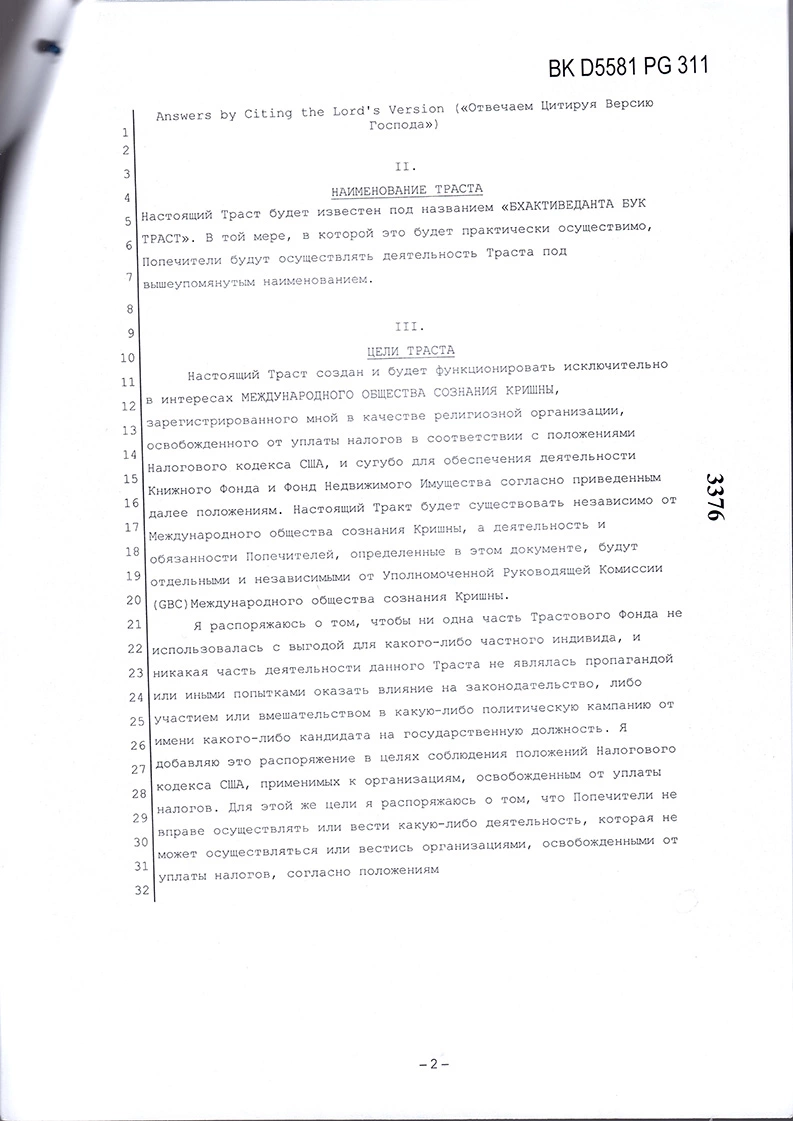 BK D5581 PG 311
Answers by Citing the Lord's Version («Отвечаем Цитируя Версию
Господа»)
1
2
3
4
5
6
7
8
9
10
11
12
13
14
15
16
17
18
19
20
21
22
23
24
25
26
27
28
29
30
31
32
II.
НАИМЕНОВАНИЕ ТРАСТА
Настоящий Траст будет известен под названием «БХАКТИВЕДАНТА БУК
ТРАСТ». В той мере, в которой это будет практически осуществимо,
Попечители будут осуществлять деятельность Траста под
вышеупомянутым наименованием.
III.
ЦЕЛИ ТРАСТА
Настоящий Траст создан и будет функционировать исключительно
в интересах МЕЖДУНАРОДНОГО ОБЩЕСТВА СОЗНАНИЯ КРИШНЫ,
зарегистрированного мной в качестве религиозной организации,
освобожденного от уплаты налогов в соответствии с положениями
Налогового кодекса США, и сугубо для обеспечения деятельности
Книжного Фонда и Фонд Недвижимого Имущества согласно приведенным
далее положениям. Настоящий Тракт будет существовать независимо от
Международного общества сознания Кришны, а деятельность и
обязанности Попечителей, определенные в этом документе, будут
отдельными и независимыми от Уполномоченной Руководящей Комиссии
(GBC)Международного общества сознания Кришны.
Я распоряжаюсь о том, чтобы ни одна часть Трастового Фонда не
использовалась с выгодой для какого-либо частного индивида, и
никакая часть деятельности данного Траста не являлась пропагандой
или иными попытками оказать влияние на законодательство, либо
участием или вмешательством в какую-либо политическую кампанию от
имени какого-либо кандидата на государственную должность. Я
добавляю это распоряжение в целях соблюдения положений Налогового
кодекса США, применимых к организациям, освобожденным от уплаты
налогов. Для этой же цели я распоряжаюсь о том, что Попечители не
вправе осуществлять или вести какую-либо деятельность, которая не
может осуществляться или вестись организациями, освобожденными от
уплаты налогов, согласно положениям
3376
-2-